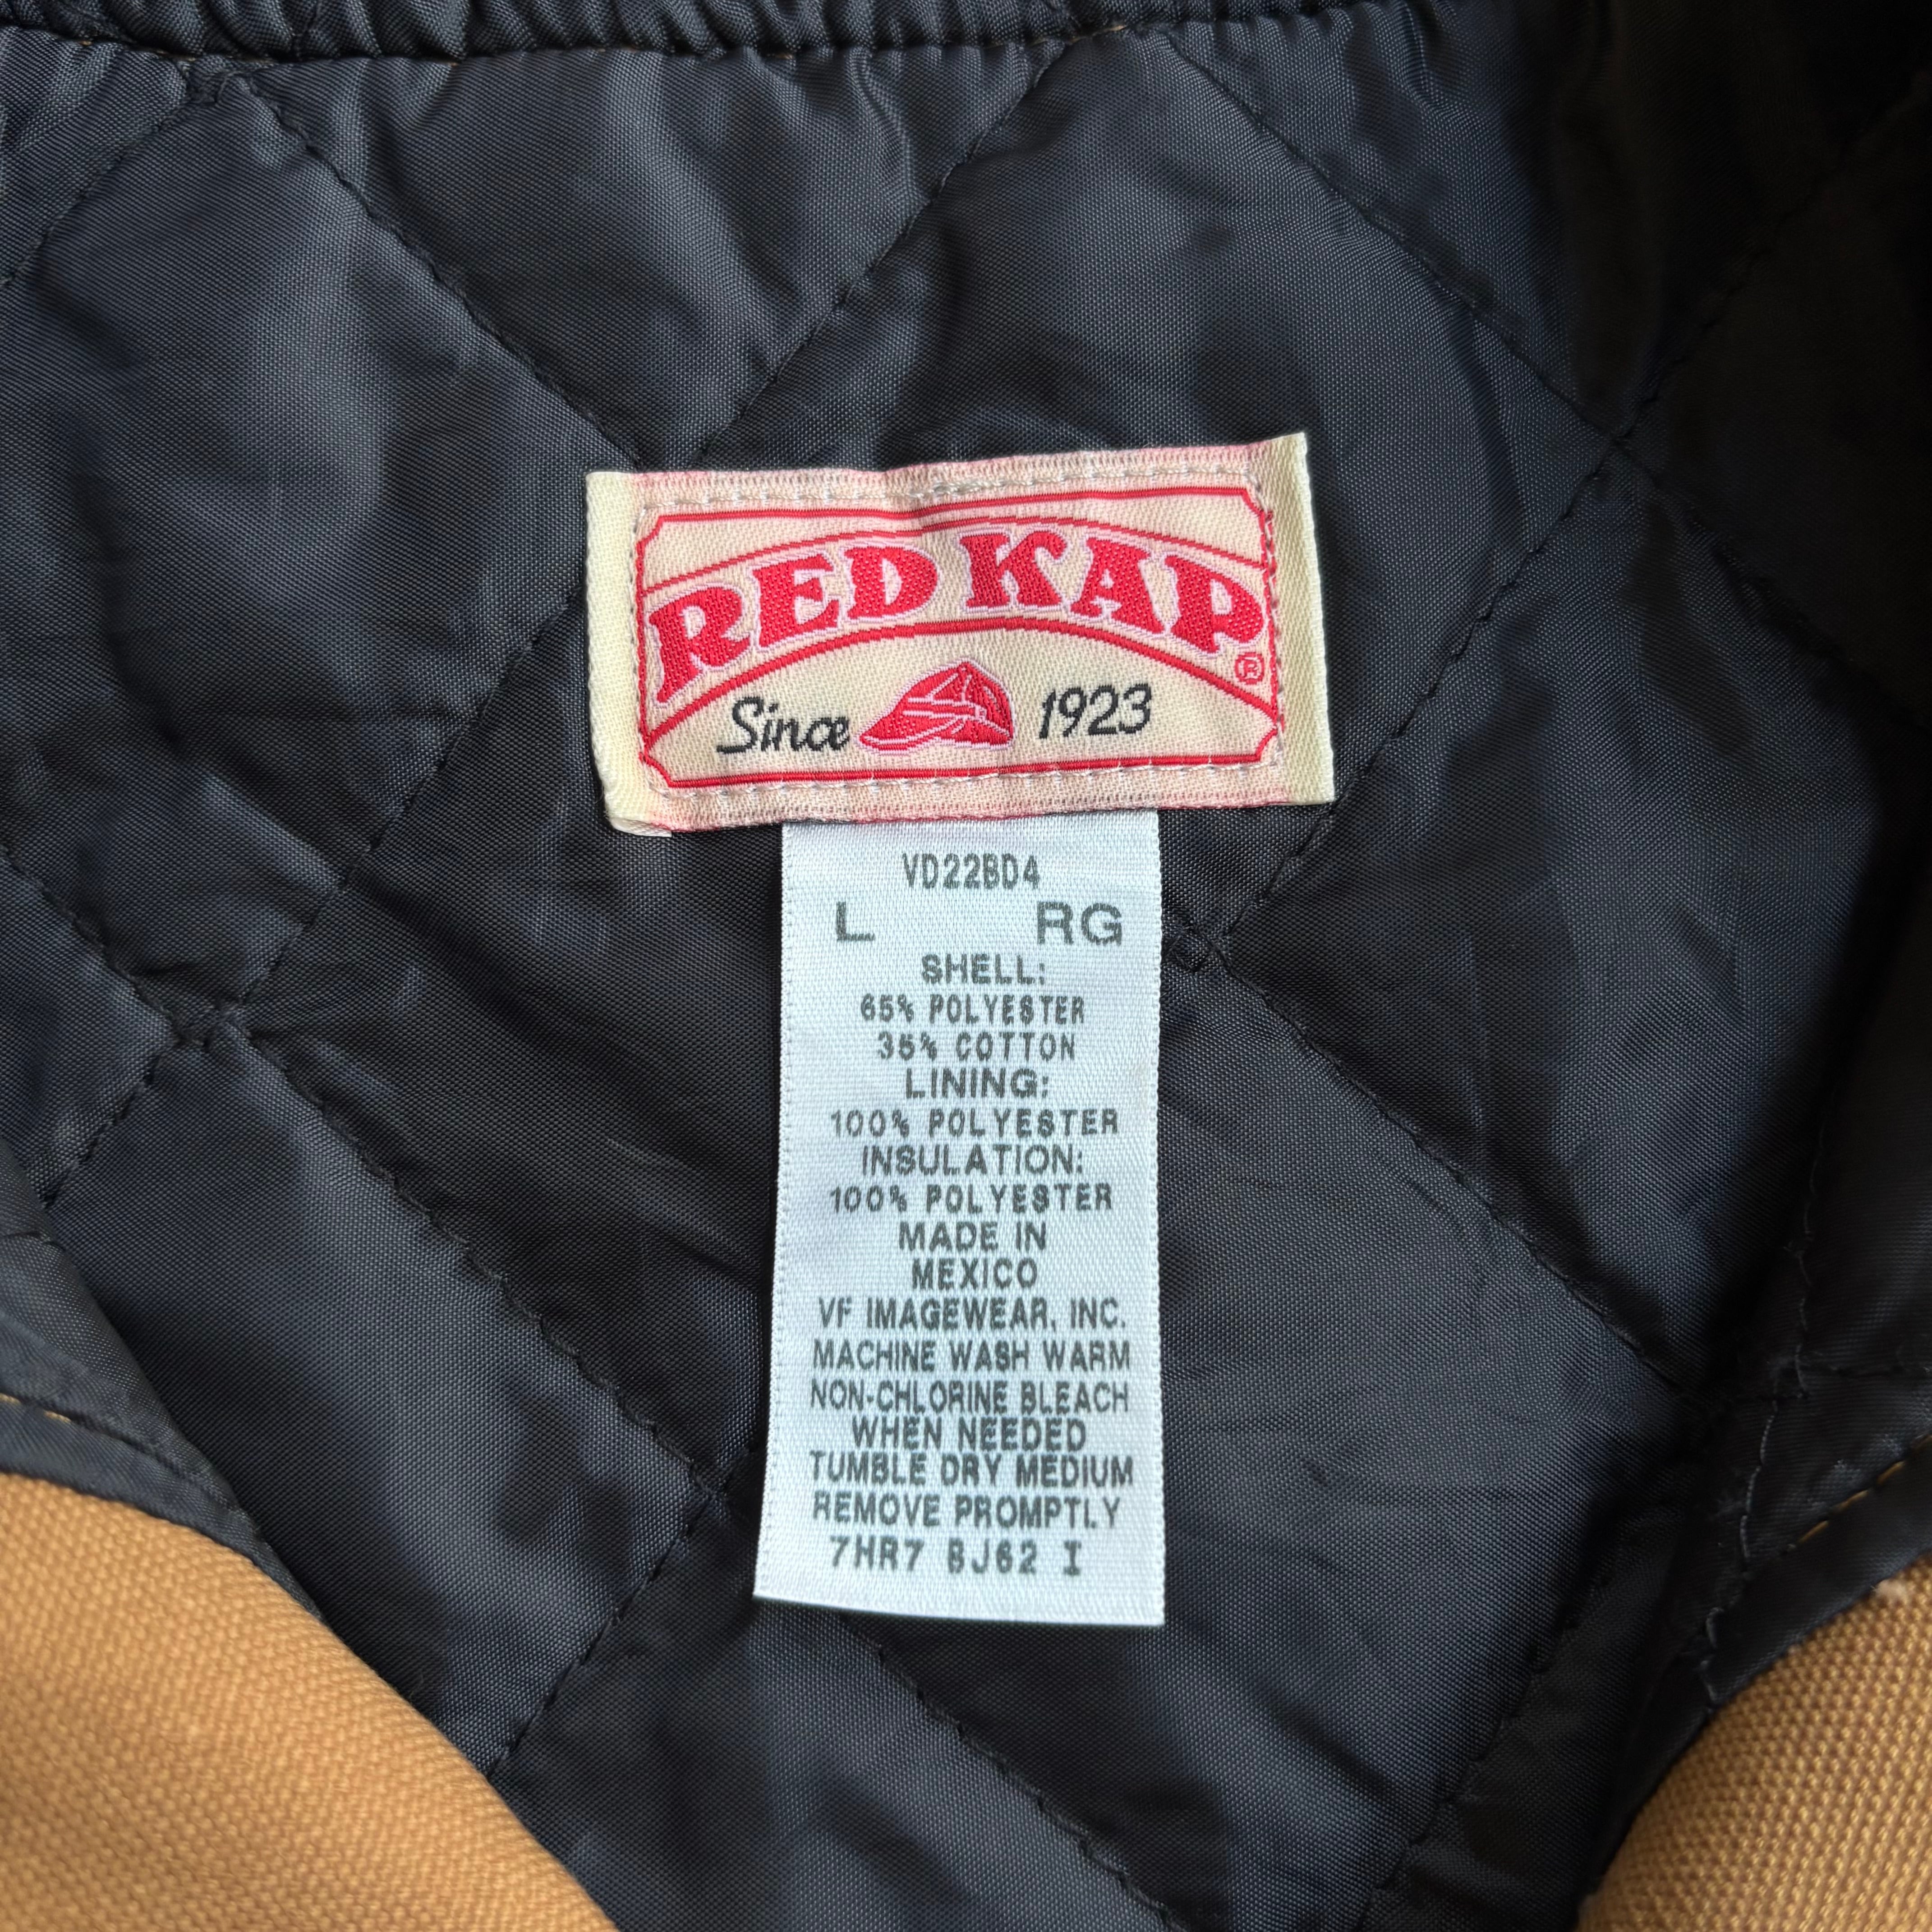 RED KAP®
Since 1923
VD22BD4
L RG
SHELL:
65% POLYESTER
35% COTTON
LINING:
100% POLYESTER
INSULATION:
100% POLYESTER
MADE IN
MEXICO
VF IMAGEWEAR, INC.
MACHINE WASH WARM
NON-CHLORINE BLEACH
WHEN NEEDED
TUMBLE DRY MEDIUM
REMOVE PROMPTLY
7HR7 BJ62 I